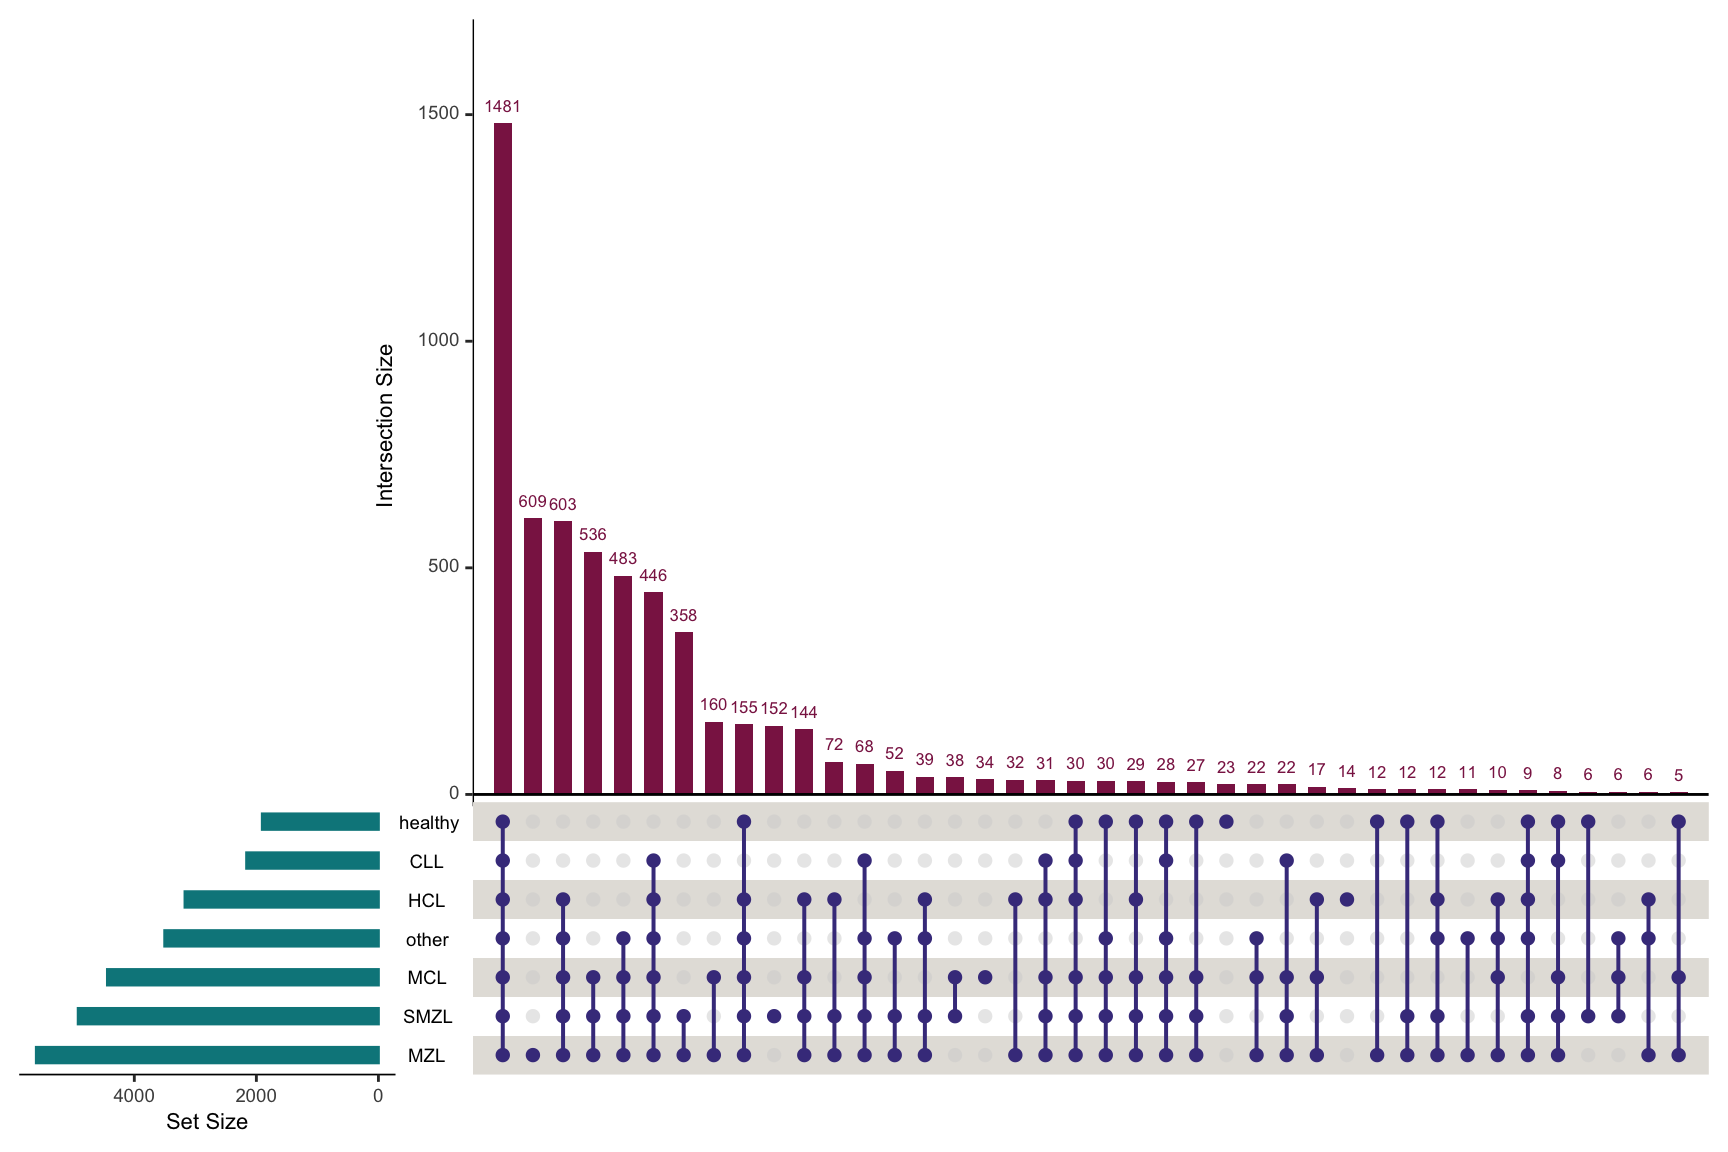 1481
1500
1000
500
0
Intersection Size
609 603
536
483
446
358
160 155 152 144
72 68 52 39 38 34 32 31 30 30 29 28 27 23 22 22 17 14 12 12 12 11 10 9 8 6 6 6 5
healthy
CLL
HCL
other
MCL
SMZL
MZL
4000 2000 0
Set Size